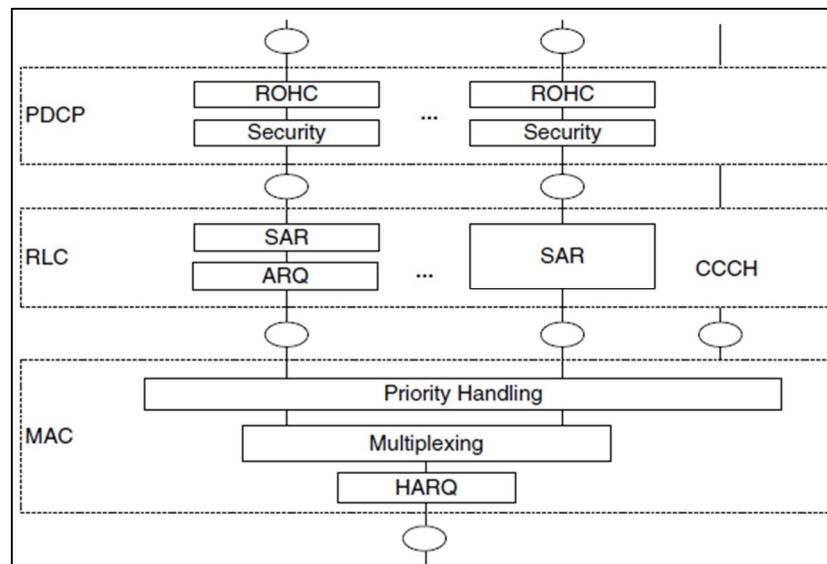 ROHC ROHC
PDCP ...
Security Security
SAR
RLC SAR
ARQ ... CCCH
Priority Handling
MAC Multiplexing
HARQ